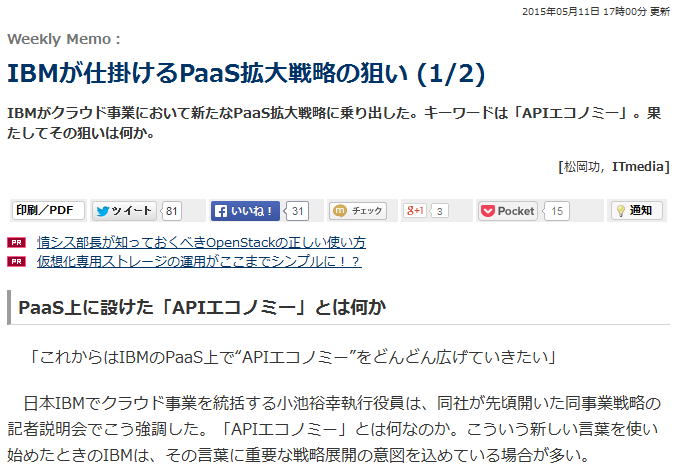 2015年05月11日 17時00分 更新
Weekly Memo：
IBMが仕掛けるPaaS拡大戦略の狙い (1/2)
IBMがクラウド事業において新たなPaaS拡大戦略に乗り出した。キーワードは「APIエコノミー」。果
たしてその狙いは何か。
[松岡功，ITmedia]
印刷／PDF ツイート 81 いいね！ 31 チェック g+1 3 Pocket 15 通知
PR 情シス部長が知っておくべきOpenStackの正しい使い方
PR 仮想化専用ストレージの運用がここまでシンプルに！？
PaaS上に設けた「APIエコノミー」とは何か
「これからはIBMのPaaS上で“APIエコノミー”をどんどん広げていきたい」
日本IBMでクラウド事業を統括する小池裕幸執行役員は、同社が先頃開いた同事業戦略の
記者説明会でこう強調した。「APIエコノミー」とは何なのか。こういう新しい言葉を使い
始めたときのIBMは、その言葉に重要な戦略展開の意図を込めている場合が多い。